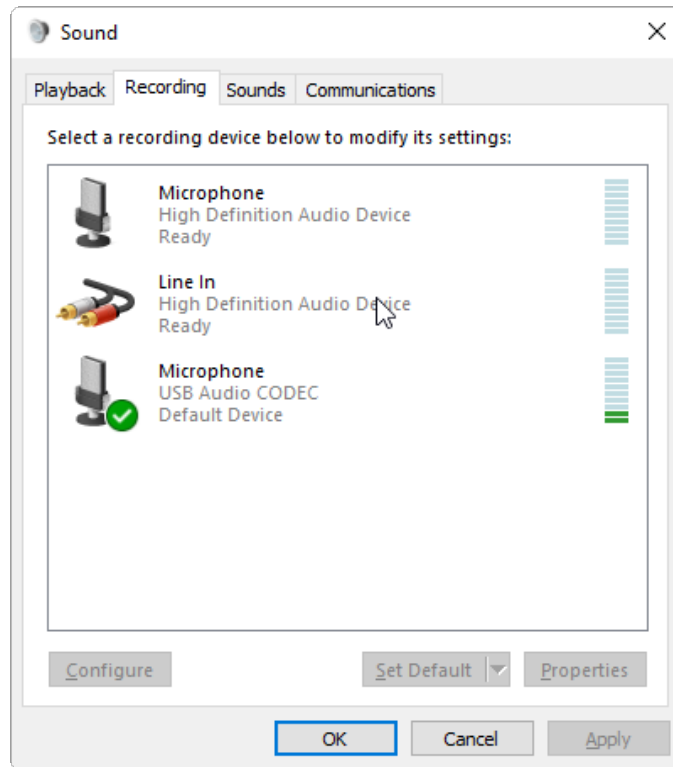 Sound
Playback Recording Sounds Communications
Select a recording device below to modify its settings:
Microphone
High Definition Audio Device
Ready
Line In
High Definition Audio Device
Ready
Microphone
USB Audio CODEC
Default Device
Configure Set Default Properties
OK Cancel Apply